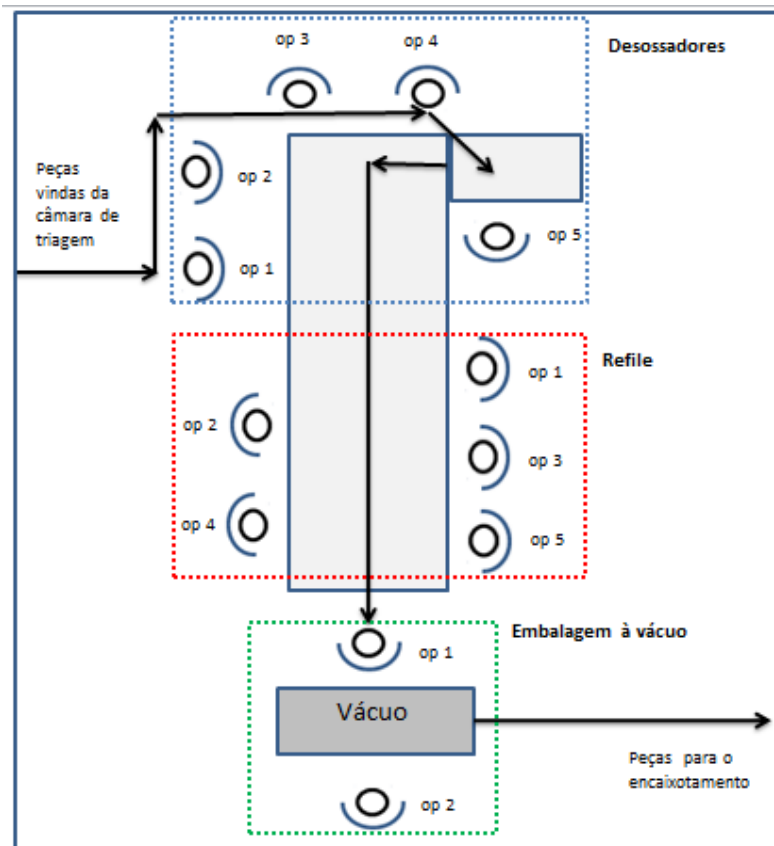 op 3
op 4
Desossadores
Peças
vindas da
câmara de
triagem
op 2
op 1
op 5
Refile
op 1
op 2
op 3
op 4
op 5
Embalagem à vácuo
op 1
Vácuo
Peças para o
encaixotamento
op 2